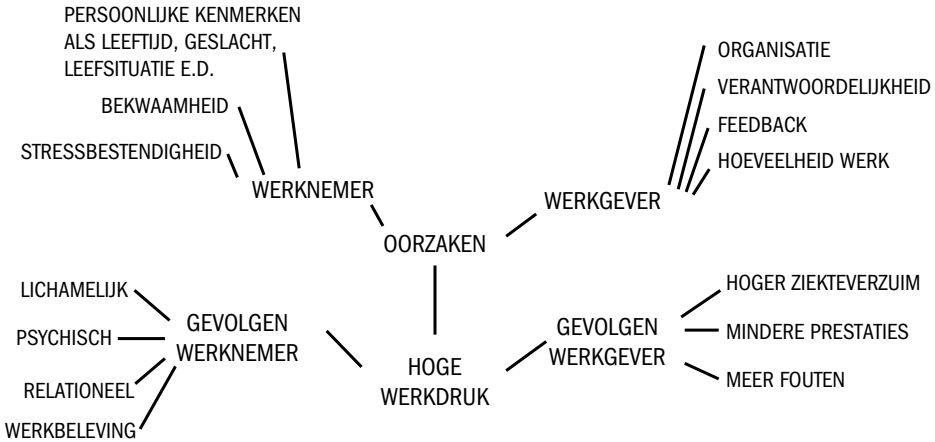 PERSOONLIJKE KENMERKEN
ALS LEEFTIJD, GESLACHT,
LEEFSITUATIE E.D.
BEKWAAMHEID
STRESSBESTENDIGHEID
WERKNEMER
ORGANISATIE
VERANTWOORDELIJKHEID
FEEDBACK
HOEVEELHEID WERK
WERKGEVER
OORZAKEN
LICHAMELIJK
PSYCHISCH
RELATIONEEL
WERKBELEVING
GEVOLGEN
WERKNEMER
HOGE
WERKDRUK
GEVOLGEN
WERKGEVER
HOGER ZIEKTEVERZUIM
MINDERE PRESTATIES
MEER FOUTEN